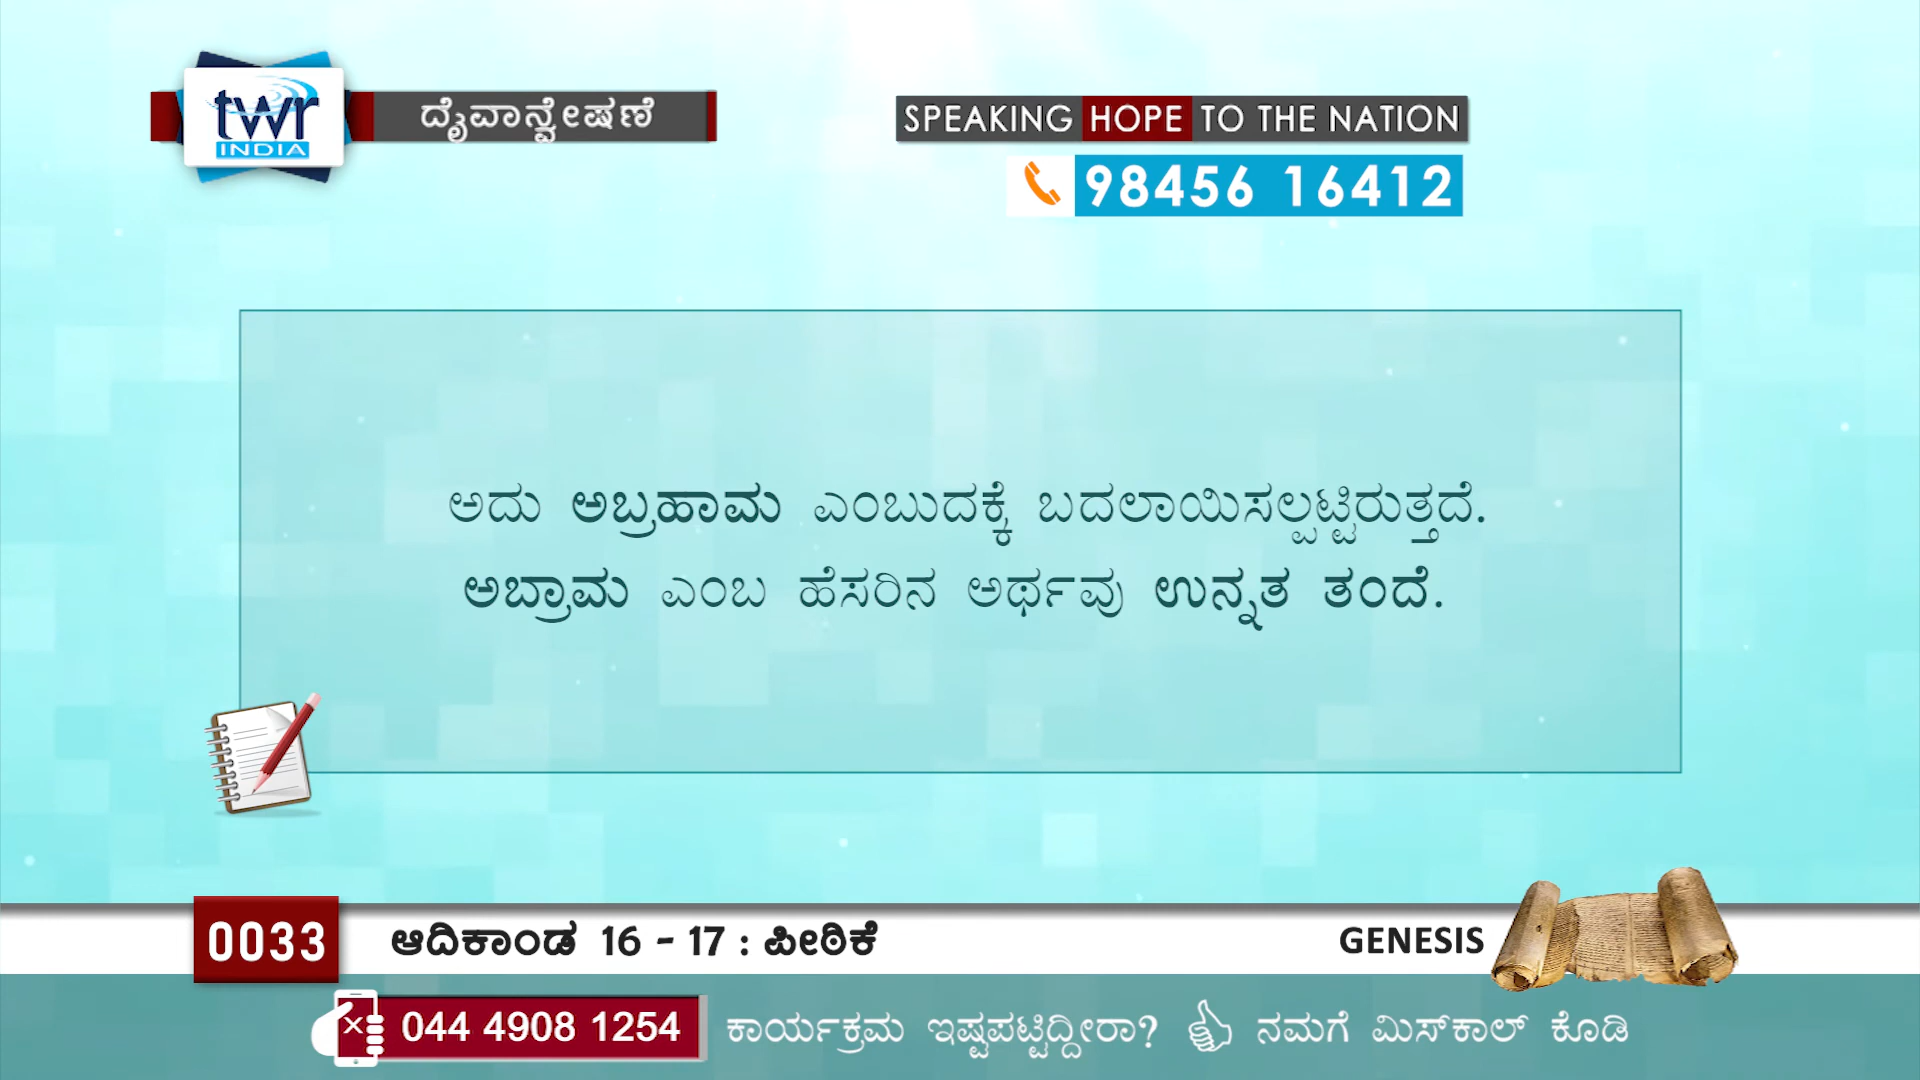 twr
INDIA
ದೈವಾನ್ವೇಷಣೆ
SPEAKING HOPE TO THE NATION
98456 16412
ಅದು ಅಬ್ರಹಾಮ ಎಂಬುದಕ್ಕೆ ಬದಲಾಯಿಸಲ್ಪಟ್ಟಿರುತ್ತದೆ.
ಅಬ್ರಾಮ ಎಂಬ ಹೆಸರಿನ ಅರ್ಥವು ಉನ್ನತ ತಂದೆ.
0033
ಆದಿಕಾಂಡ 16 - 17 : ಪೀಠಿಕೆ
GENESIS
044 4908 1254
ಕಾರ್ಯಕ್ರಮ ಇಷ್ಟಪಟ್ಟಿದ್ದೀರಾ? ನಮಗೆ ಮಿಸ್‌ಕಾಲ್ ಕೊಡಿ